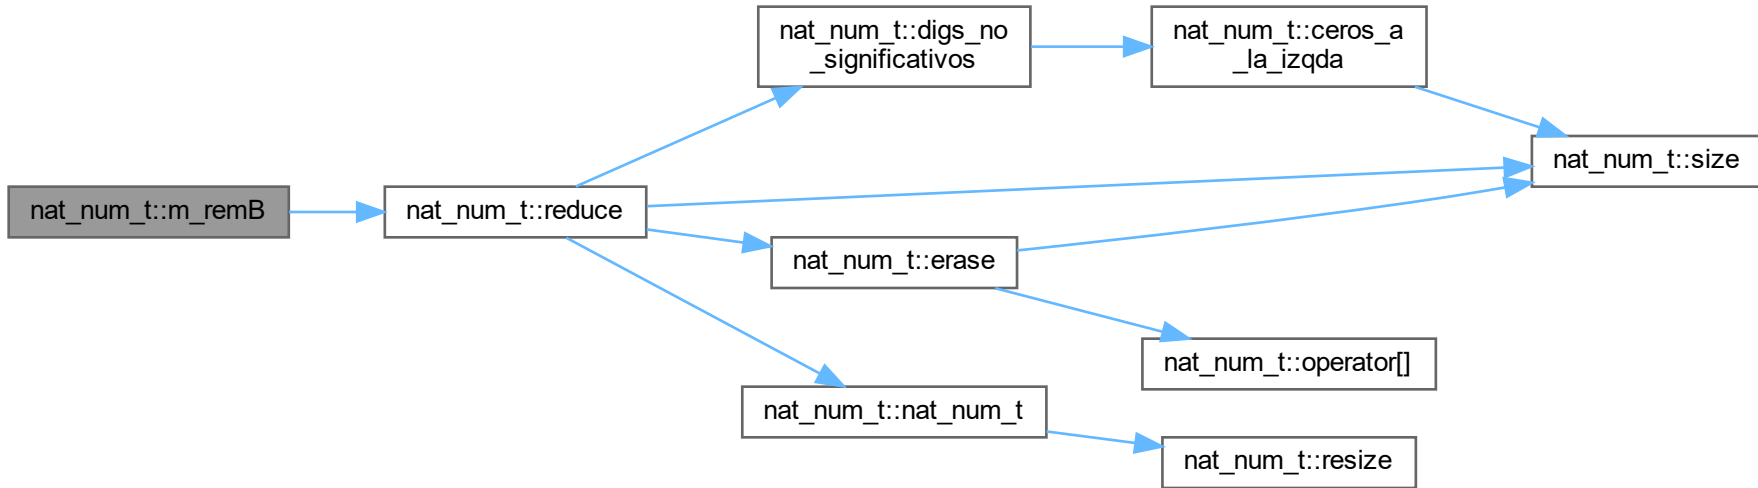 nat_num_t::m_remB
nat_num_t::reduce
nat_num_t::digs_no
_significativos
nat_num_t::ceros_a
_la_izqda
nat_num_t::size
nat_num_t::erase
nat_num_t::operator[]
nat_num_t::nat_num_t
nat_num_t::resize